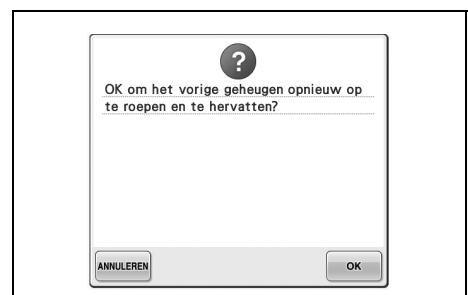 ?
OK om het vorige geheugen opnieuw op
te roepen en te hervatten?
ANNULEREN
OK